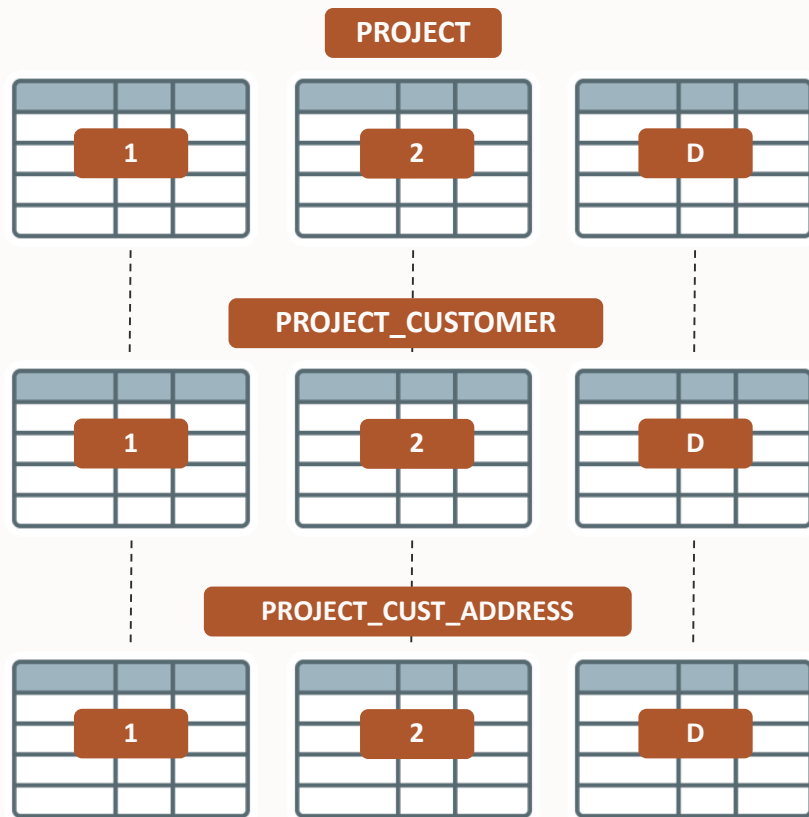 PROJECT
1 2 D
PROJECT_CUSTOMER
1 2 D
PROJECT_CUST_ADDRESS
1 2 D